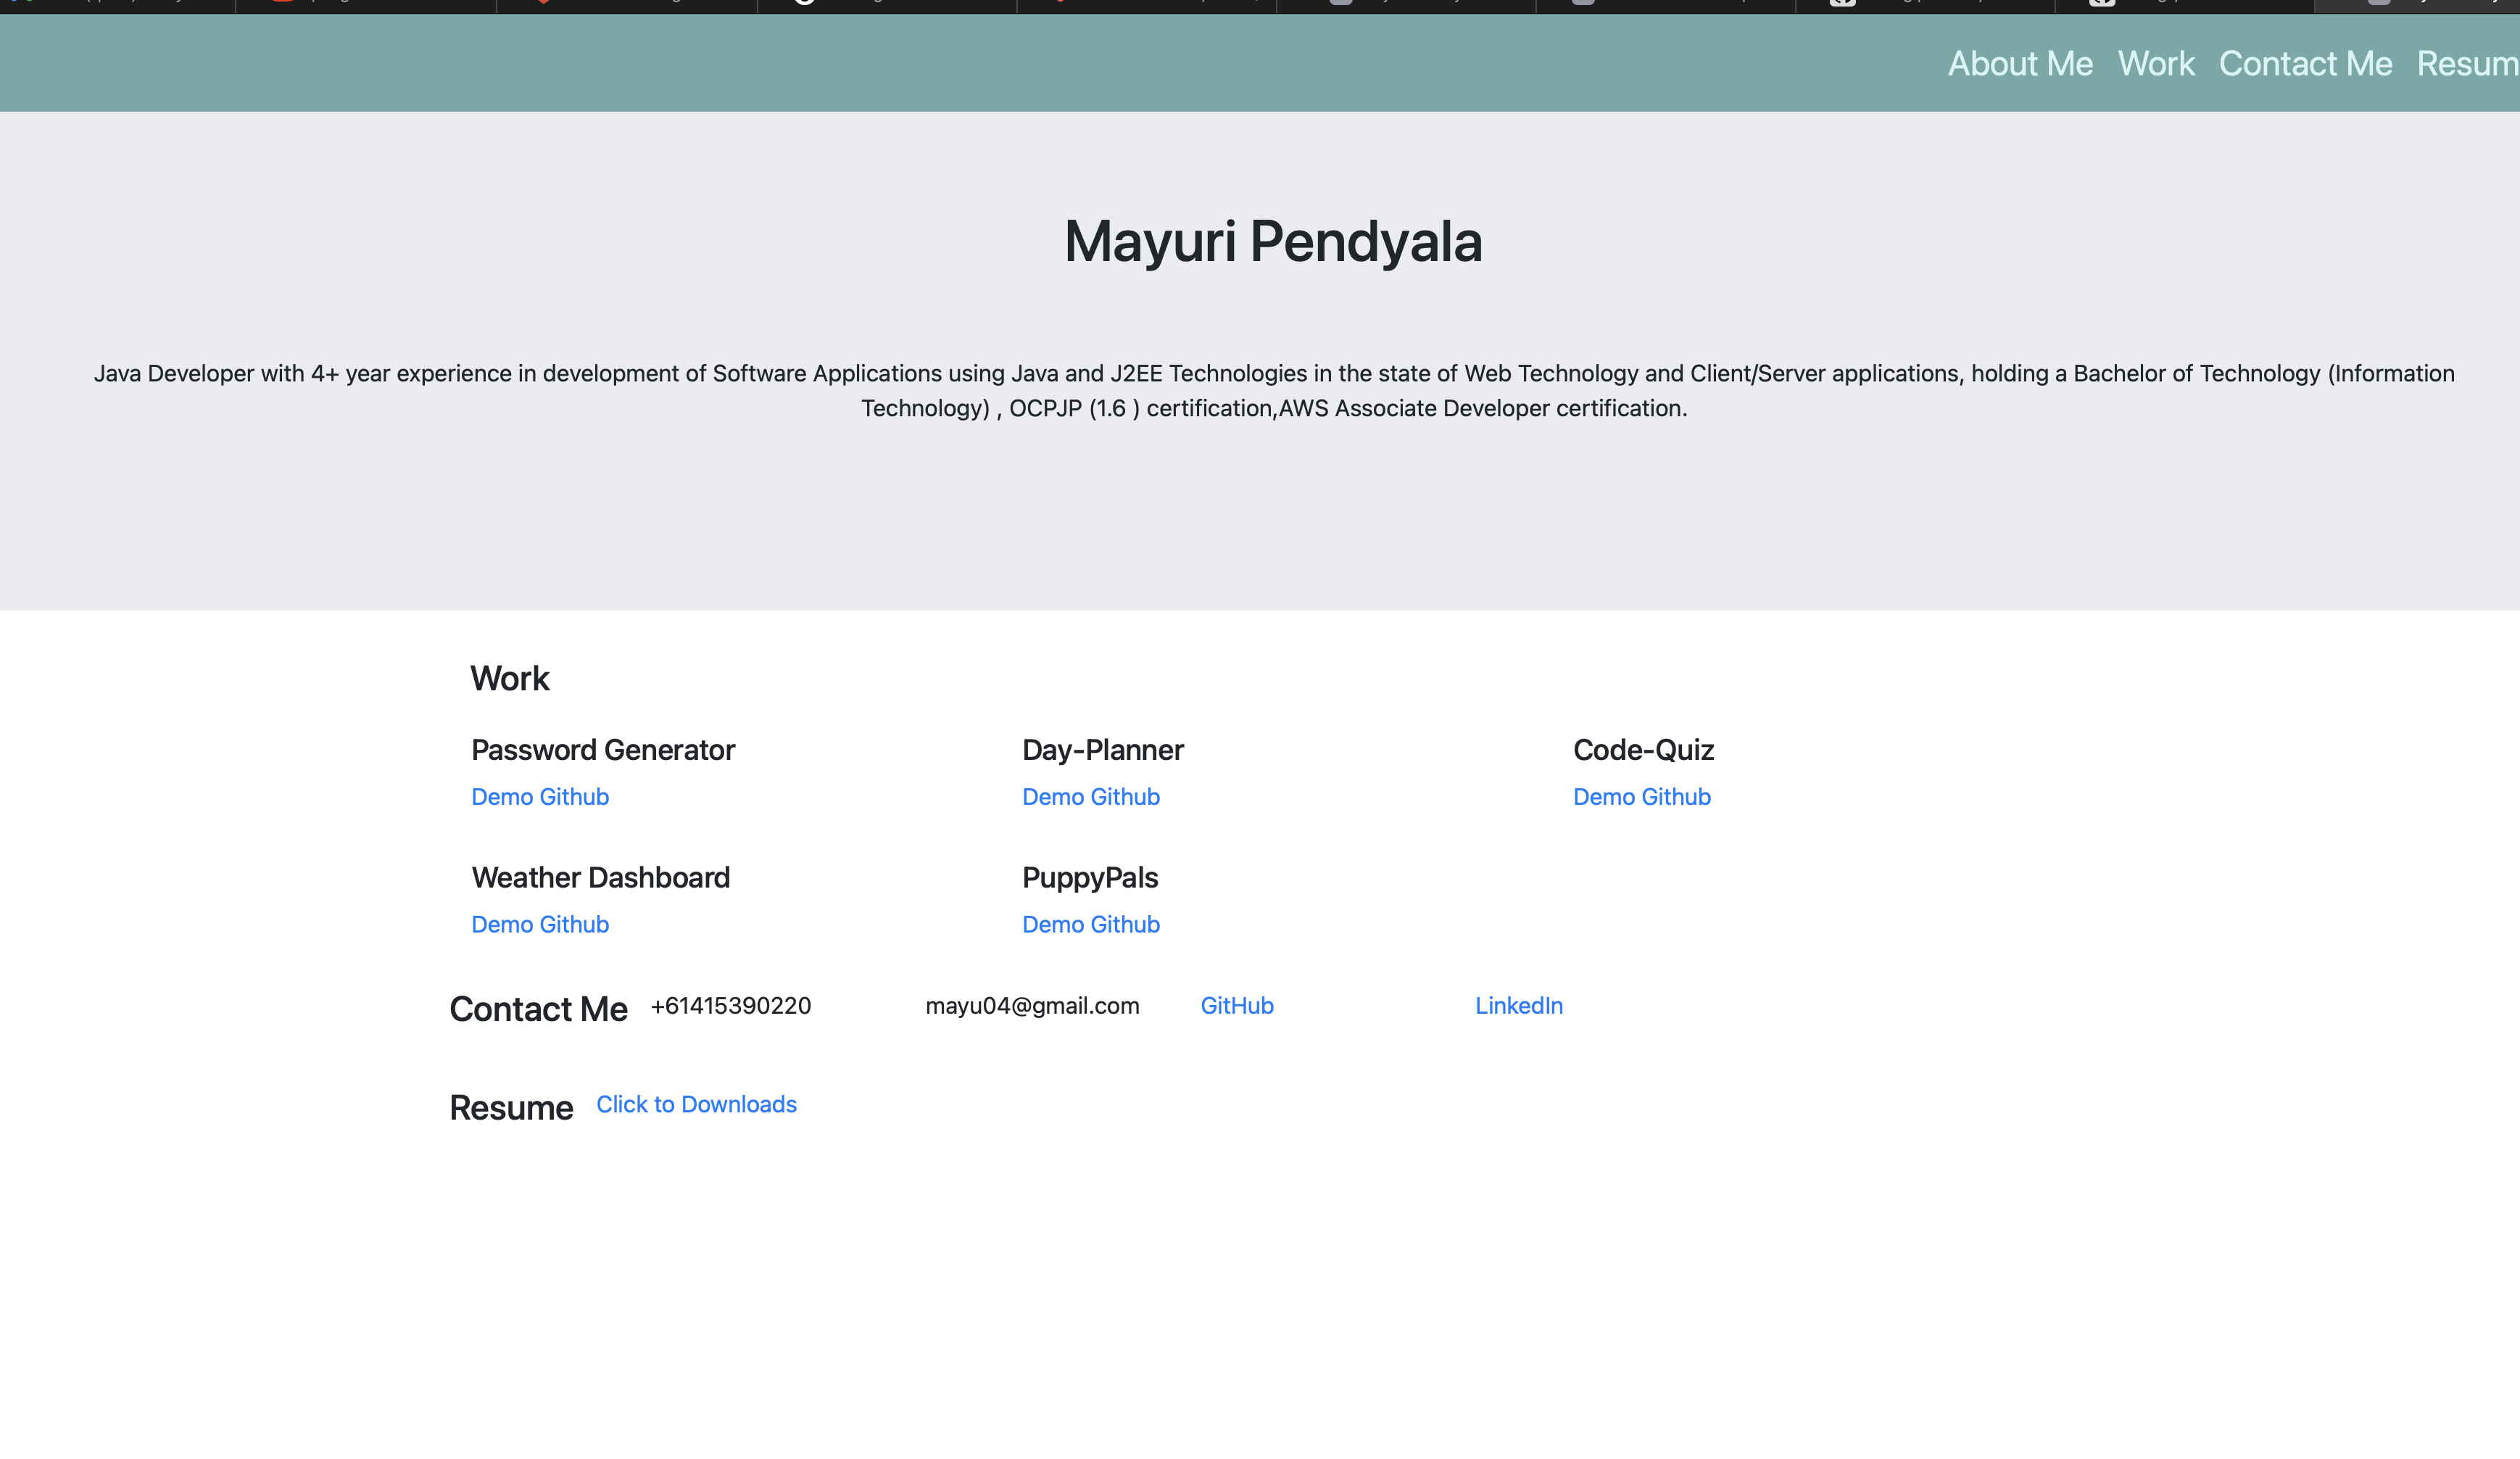 About Me Work Contact Me Resum
Mayuri Pendyala
Java Developer with 4+ year experience in development of Software Applications using Java and J2EE Technologies in the state of Web Technology and Client/Server applications, holding a Bachelor of Technology (Information
Technology) , OCPJP (1.6 ) certification,AWS Associate Developer certification.
Work
Password Generator Day-Planner Code-Quiz
Demo Github Demo Github Demo Github
Weather Dashboard PuppyPals
Demo Github Demo Github
Contact Me +61415390220 mayu04@gmail.com GitHub LinkedIn
Resume Click to Downloads